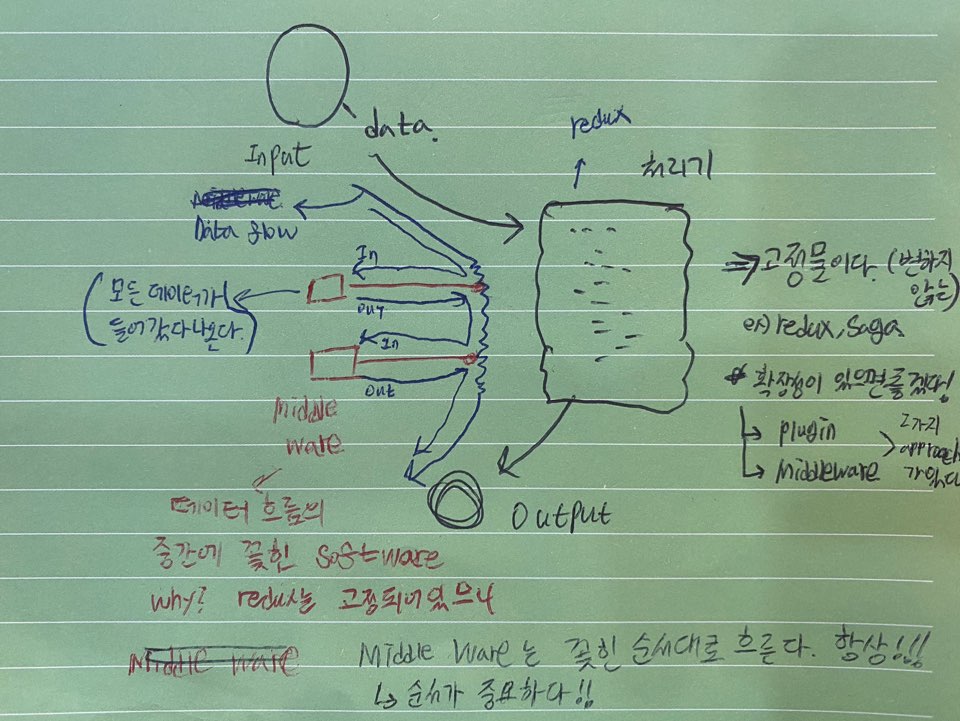 data.
Input
redux
처리기
Data flow
In
out
In
out
모든 데이터가
들어갔다 나온다.
Middle
ware
⇒ 고정물이다. (변하지
않는)
ex) redux, Saga
확장성이 있으면 좋겠다!
↳ plugin
↳ Middleware
2가지
approach
가 있다
Output
데이터 흐름의
중간에 꽂힌 Software
why? redux는 고정되어있으니
Middle ware
Middle Ware는 꽂힌 순서대로 흐른다. 항상!!!
↳ 순서가 중요하다!!